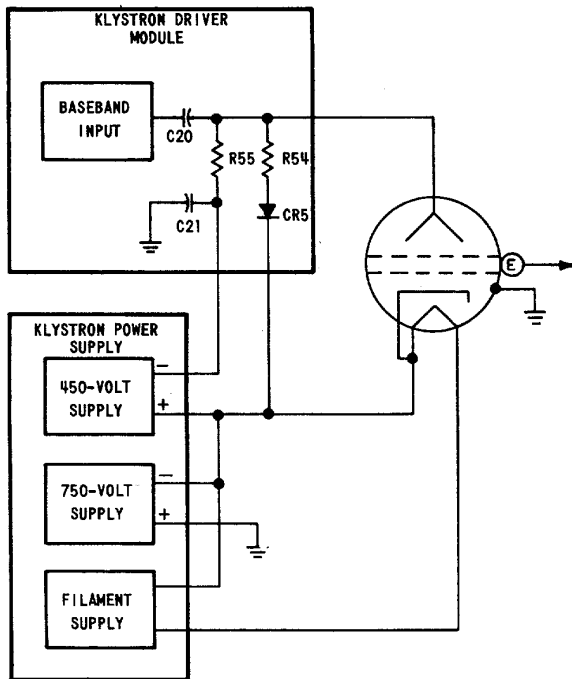 KLYSTRON DRIVER
MODULE
BASEBAND
INPUT
C20
R55
R54
C21
CR5
E
KLYSTRON POWER
SUPPLY
450-VOLT
SUPPLY
−
+
750-VOLT
SUPPLY
−
+
FILAMENT
SUPPLY